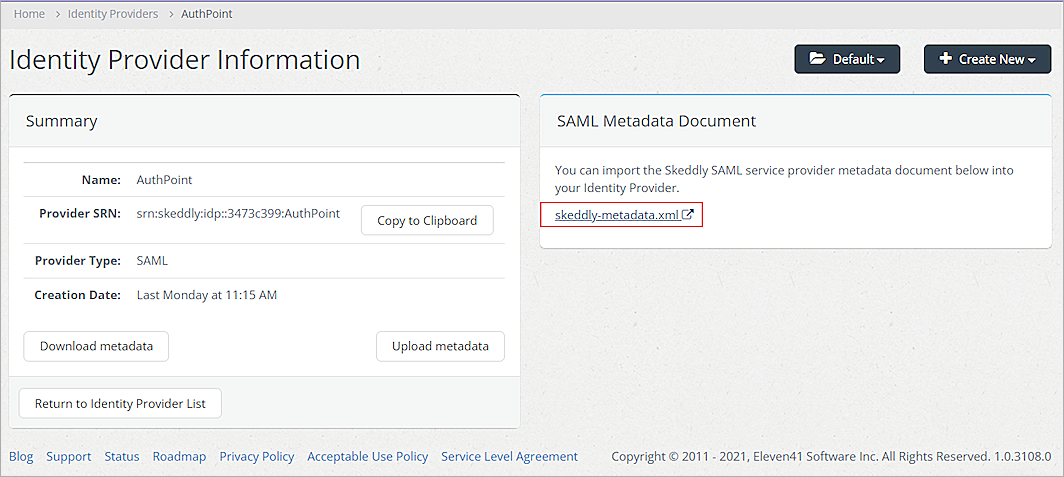 Home > Identity Providers > AuthPoint
Identity Provider Information
Default
Create New
Summary
Name: AuthPoint
Provider SRN: srn:skeddly:idp::3473c399:AuthPoint
Copy to Clipboard
Provider Type: SAML
Creation Date: Last Monday at 11:15 AM
Download metadata
Upload metadata
Return to Identity Provider List
SAML Metadata Document
You can import the Skeddly SAML service provider metadata document below into
your Identity Provider.
skeddly-metadata.xml
Blog Support Status Roadmap Privacy Policy Acceptable Use Policy Service Level Agreement
Copyright © 2011 - 2021, Eleven41 Software Inc. All Rights Reserved. 1.0.3108.0